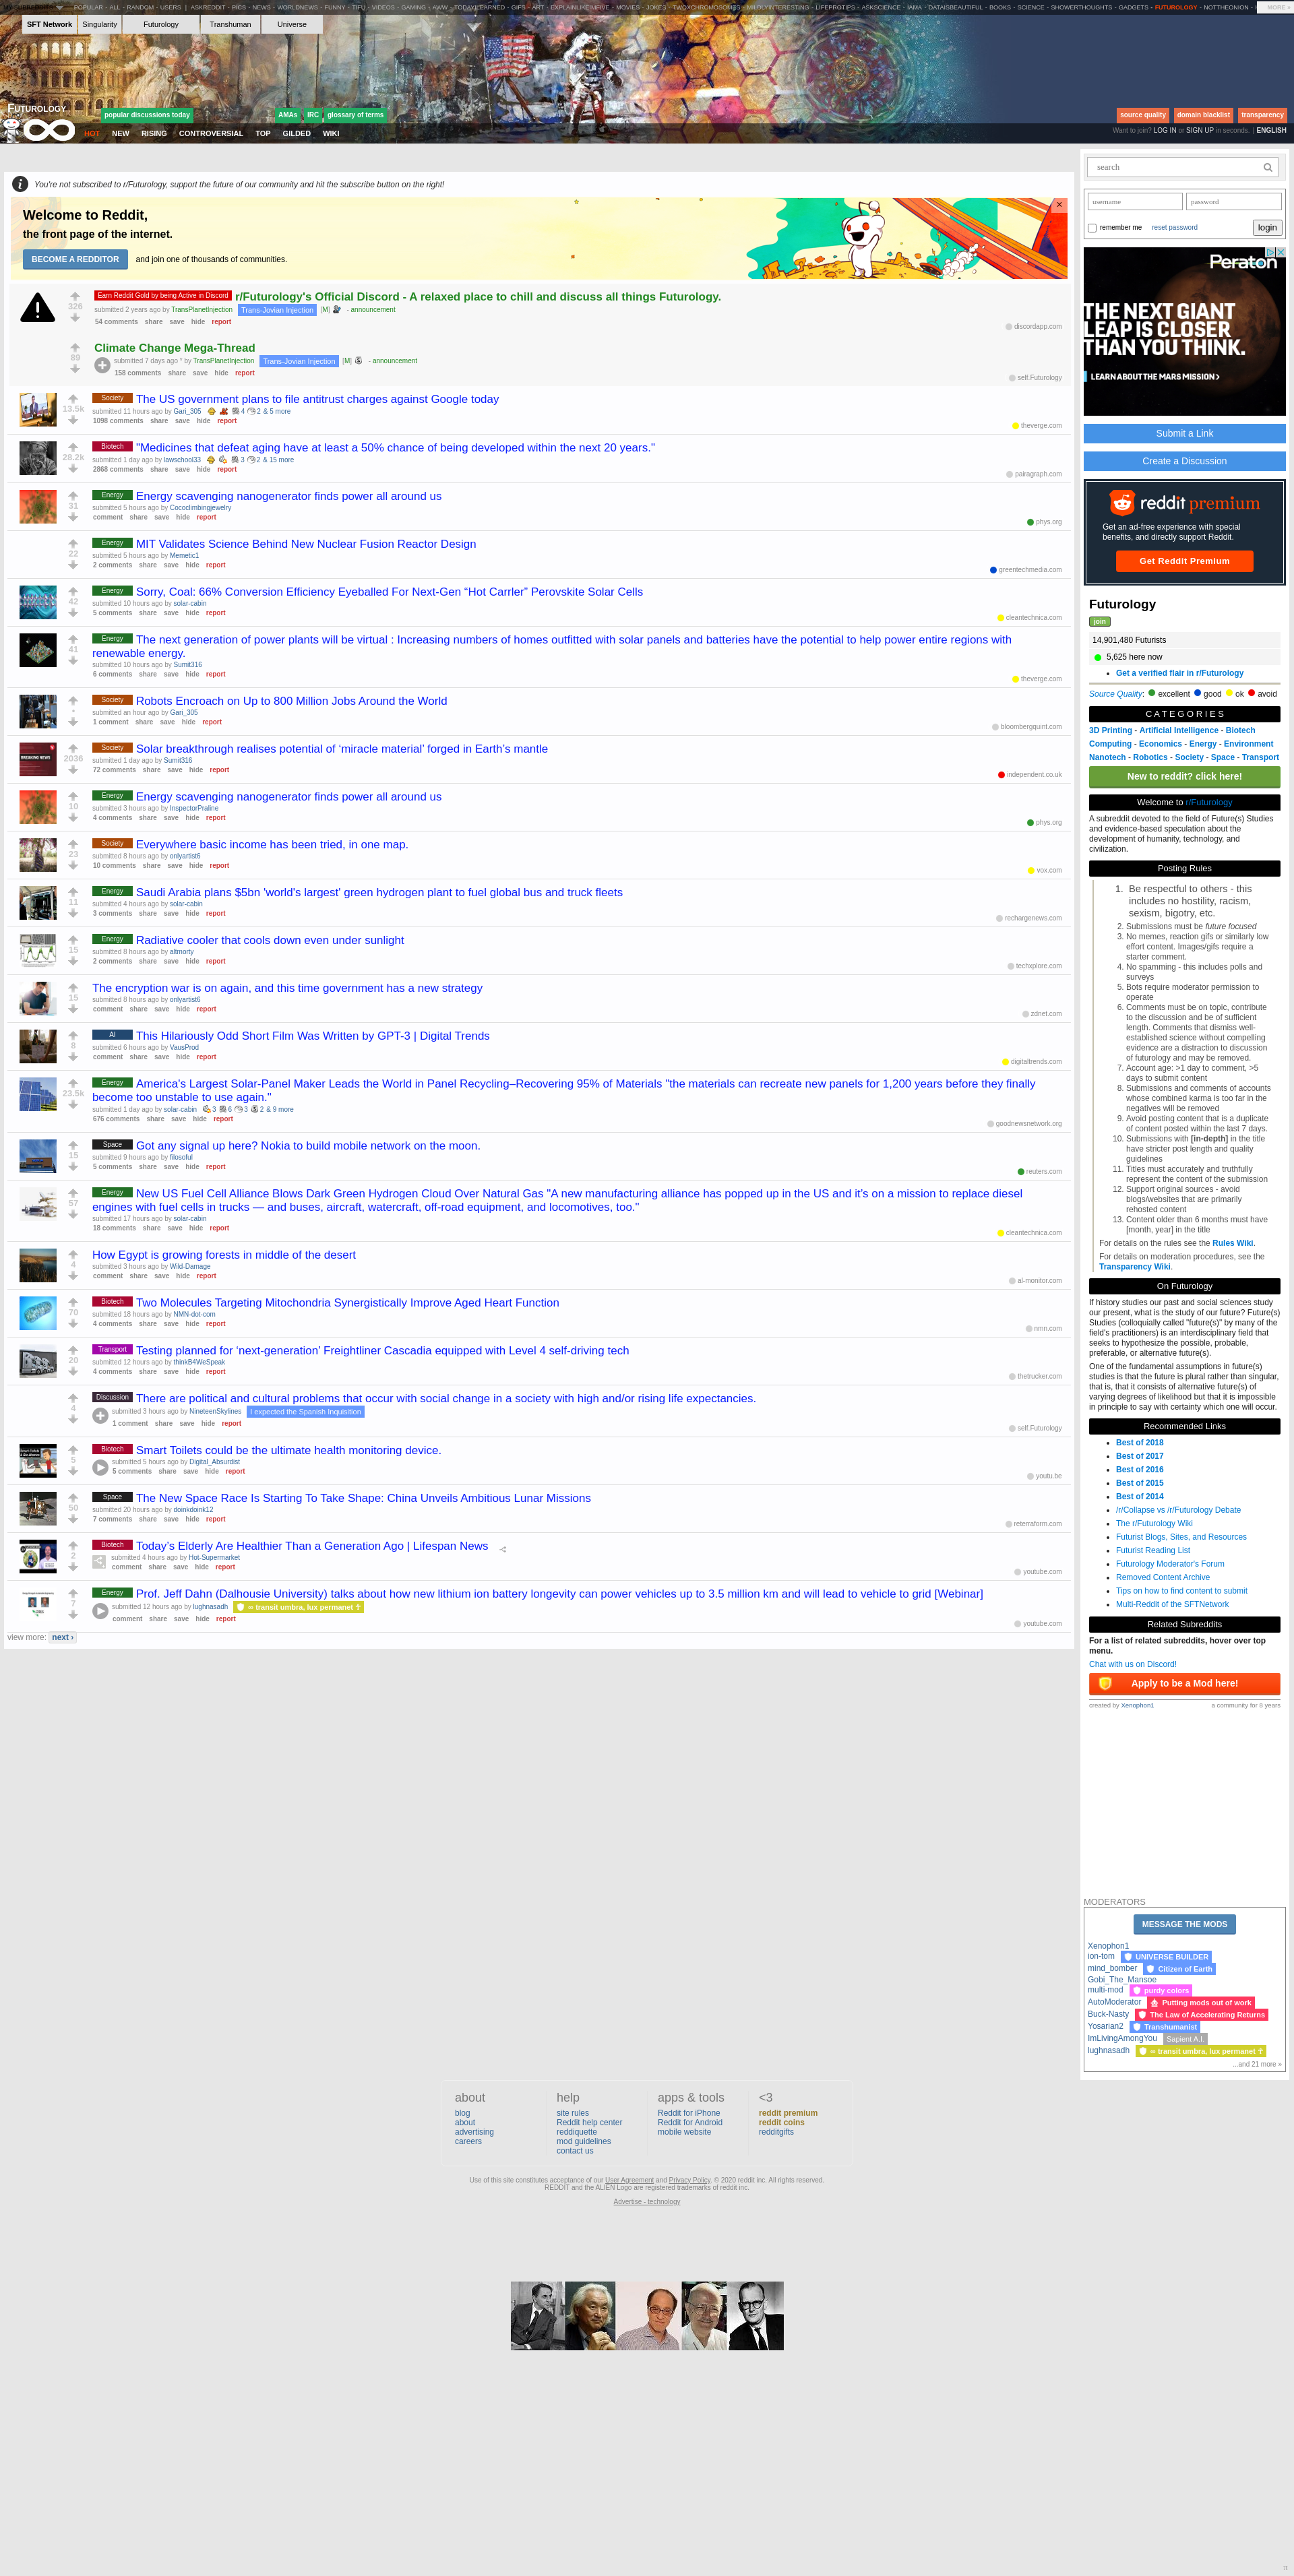 POPULAR - ALL - RANDOM - USERS | ASKREDDIT - PICS - NEWS - WORLDNEWS - FUNNY - TIFU - VIDEOS - GAMING - AWW - TODAYILEARNED - GIFS - ART - EXPLAINLIKEIMFIVE - MOVIES - JOKES - TWOXCHROMOSOMES - MILDLYINTERESTING - LIFEPROTIPS - ASKSCIENCE - IAMA - DATAISBEAUTIFUL - BOOKS - SCIENCE - SHOWERTHOUGHTS - GADGETS - FUTUROLOGY - NOTTHEONION - MORE »
SFT Network Singularity Futurology Transhuman Universe
FUTUROLOGY
popular discussions today AMAs IRC glossary of terms
source quality domain blacklist transparency
HOT NEW RISING CONTROVERSIAL TOP GILDED WIKI
Want to join? LOG IN or SIGN UP in seconds. | ENGLISH
You're not subscribed to r/Futurology, support the future of our community and hit the subscribe button on the right!
Welcome to Reddit,
the front page of the internet.
BECOME A REDDITOR and join one of thousands of communities.
×
326
Earn Reddit Gold by being Active in Discord r/Futurology's Official Discord - A relaxed place to chill and discuss all things Futurology.
submitted 2 years ago by TransPlanetInjection Trans-Jovian Injection [M] - announcement
54 comments share save hide report
discordapp.com
89
Climate Change Mega-Thread
submitted 7 days ago * by TransPlanetInjection Trans-Jovian Injection [M] - announcement
158 comments share save hide report
self.Futurology
13.5k
Society The US government plans to file antitrust charges against Google today
submitted 11 hours ago by Gari_305 4 2 & 5 more
1098 comments share save hide report
theverge.com
28.2k
Biotech "Medicines that defeat aging have at least a 50% chance of being developed within the next 20 years."
submitted 1 day ago by lawschool33 3 2 & 15 more
2868 comments share save hide report
pairagraph.com
31
Energy Energy scavenging nanogenerator finds power all around us
submitted 5 hours ago by Cococlimbingjewelry
comment share save hide report
phys.org
22
Energy MIT Validates Science Behind New Nuclear Fusion Reactor Design
submitted 5 hours ago by Memetic1
2 comments share save hide report
greentechmedia.com
42
Energy Sorry, Coal: 66% Conversion Efficiency Eyeballed For Next-Gen “Hot Carrler” Perovskite Solar Cells
submitted 10 hours ago by solar-cabin
5 comments share save hide report
cleantechnica.com
41
Energy The next generation of power plants will be virtual : Increasing numbers of homes outfitted with solar panels and batteries have the potential to help power entire regions with
renewable energy.
submitted 10 hours ago by Sumit316
6 comments share save hide report
theverge.com
•
Society Robots Encroach on Up to 800 Million Jobs Around the World
submitted an hour ago by Gari_305
1 comment share save hide report
bloombergquint.com
BREAKING NEWS
2036
Society Solar breakthrough realises potential of ‘miracle material’ forged in Earth’s mantle
submitted 1 day ago by Sumit316
72 comments share save hide report
independent.co.uk
10
Energy Energy scavenging nanogenerator finds power all around us
submitted 3 hours ago by InspectorPraline
4 comments share save hide report
phys.org
23
Society Everywhere basic income has been tried, in one map.
submitted 8 hours ago by onlyartist6
10 comments share save hide report
vox.com
11
Energy Saudi Arabia plans $5bn 'world's largest' green hydrogen plant to fuel global bus and truck fleets
submitted 4 hours ago by solar-cabin
3 comments share save hide report
rechargenews.com
15
Energy Radiative cooler that cools down even under sunlight
submitted 8 hours ago by altmorty
2 comments share save hide report
techxplore.com
15
The encryption war is on again, and this time government has a new strategy
submitted 8 hours ago by onlyartist6
comment share save hide report
zdnet.com
8
AI This Hilariously Odd Short Film Was Written by GPT-3 | Digital Trends
submitted 6 hours ago by VausProd
comment share save hide report
digitaltrends.com
23.5k
Energy America's Largest Solar-Panel Maker Leads the World in Panel Recycling–Recovering 95% of Materials "the materials can recreate new panels for 1,200 years before they finally
become too unstable to use again."
submitted 1 day ago by solar-cabin 3 6 3 2 & 9 more
676 comments share save hide report
goodnewsnetwork.org
15
Space Got any signal up here? Nokia to build mobile network on the moon.
submitted 9 hours ago by filosoful
5 comments share save hide report
reuters.com
57
Energy New US Fuel Cell Alliance Blows Dark Green Hydrogen Cloud Over Natural Gas "A new manufacturing alliance has popped up in the US and it’s on a mission to replace diesel
engines with fuel cells in trucks — and buses, aircraft, watercraft, off-road equipment, and locomotives, too."
submitted 17 hours ago by solar-cabin
18 comments share save hide report
cleantechnica.com
4
How Egypt is growing forests in middle of the desert
submitted 3 hours ago by Wild-Damage
comment share save hide report
al-monitor.com
70
Biotech Two Molecules Targeting Mitochondria Synergistically Improve Aged Heart Function
submitted 18 hours ago by NMN-dot-com
4 comments share save hide report
nmn.com
20
Transport Testing planned for ‘next-generation’ Freightliner Cascadia equipped with Level 4 self-driving tech
submitted 12 hours ago by thinkB4WeSpeak
4 comments share save hide report
thetrucker.com
4
Discussion There are political and cultural problems that occur with social change in a society with high and/or rising life expectancies.
submitted 3 hours ago by NineteenSkylines I expected the Spanish Inquisition
1 comment share save hide report
self.Futurology
5
Biotech Smart Toilets could be the ultimate health monitoring device.
submitted 5 hours ago by Digital_Absurdist
5 comments share save hide report
youtu.be
50
Space The New Space Race Is Starting To Take Shape: China Unveils Ambitious Lunar Missions
submitted 20 hours ago by doinkdoink12
7 comments share save hide report
reterraform.com
2
Biotech Today’s Elderly Are Healthier Than a Generation Ago | Lifespan News
submitted 4 hours ago by Hot-Supermarket
comment share save hide report
youtube.com
7
Energy Prof. Jeff Dahn (Dalhousie University) talks about how new lithium ion battery longevity can power vehicles up to 3.5 million km and will lead to vehicle to grid [Webinar]
submitted 12 hours ago by lughnasadh ∞ transit umbra, lux permanet ☥
comment share save hide report
youtube.com
view more: next ›
search
username password
remember me reset password login
Peraton
THE NEXT GIANT
LEAP IS CLOSER
THAN YOU THINK.
LEARN ABOUT THE MARS MISSION >
Submit a Link
Create a Discussion
reddit premium
Get an ad-free experience with special
benefits, and directly support Reddit.
Get Reddit Premium
Futurology
join
14,901,480 Futurists
5,625 here now
Get a verified flair in r/Futurology
Source Quality: excellent good ok avoid
CATEGORIES
3D Printing - Artificial Intelligence - Biotech
Computing - Economics - Energy - Environment
Nanotech - Robotics - Society - Space - Transport
New to reddit? click here!
Welcome to r/Futurology
A subreddit devoted to the field of Future(s) Studies
and evidence-based speculation about the
development of humanity, technology, and
civilization.
Posting Rules
1. Be respectful to others - this
includes no hostility, racism,
sexism, bigotry, etc.
2. Submissions must be future focused
3. No memes, reaction gifs or similarly low
effort content. Images/gifs require a
starter comment.
4. No spamming - this includes polls and
surveys
5. Bots require moderator permission to
operate
6. Comments must be on topic, contribute
to the discussion and be of sufficient
length. Comments that dismiss well-
established science without compelling
evidence are a distraction to discussion
of futurology and may be removed.
7. Account age: >1 day to comment, >5
days to submit content
8. Submissions and comments of accounts
whose combined karma is too far in the
negatives will be removed
9. Avoid posting content that is a duplicate
of content posted within the last 7 days.
10. Submissions with [in-depth] in the title
have stricter post length and quality
guidelines
11. Titles must accurately and truthfully
represent the content of the submission
12. Support original sources - avoid
blogs/websites that are primarily
rehosted content
13. Content older than 6 months must have
[month, year] in the title
For details on the rules see the Rules Wiki.
For details on moderation procedures, see the
Transparency Wiki.
On Futurology
If history studies our past and social sciences study
our present, what is the study of our future? Future(s)
Studies (colloquially called "future(s)" by many of the
field's practitioners) is an interdisciplinary field that
seeks to hypothesize the possible, probable,
preferable, or alternative future(s).
One of the fundamental assumptions in future(s)
studies is that the future is plural rather than singular,
that is, that it consists of alternative future(s) of
varying degrees of likelihood but that it is impossible
in principle to say with certainty which one will occur.
Recommended Links
Best of 2018
Best of 2017
Best of 2016
Best of 2015
Best of 2014
/r/Collapse vs /r/Futurology Debate
The r/Futurology Wiki
Futurist Blogs, Sites, and Resources
Futurist Reading List
Futurology Moderator's Forum
Removed Content Archive
Tips on how to find content to submit
Multi-Reddit of the SFTNetwork
Related Subreddits
For a list of related subreddits, hover over top
menu.
Chat with us on Discord!
Apply to be a Mod here!
created by Xenophon1 a community for 8 years
MODERATORS
MESSAGE THE MODS
Xenophon1
ion-tom UNIVERSE BUILDER
mind_bomber Citizen of Earth
Gobi_The_Mansoe
multi-mod purdy colors
AutoModerator Putting mods out of work
Buck-Nasty The Law of Accelerating Returns
Yosarian2 Transhumanist
ImLivingAmongYou Sapient A.I.
lughnasadh ∞ transit umbra, lux permanet ☥
...and 21 more »
about help apps & tools <3
blog
about
advertising
careers
site rules
Reddit help center
reddiquette
mod guidelines
contact us
Reddit for iPhone
Reddit for Android
mobile website
reddit premium
reddit coins
redditgifts
Use of this site constitutes acceptance of our User Agreement and Privacy Policy. © 2020 reddit inc. All rights reserved.
REDDIT and the ALIEN Logo are registered trademarks of reddit inc.
Advertise - technology
π